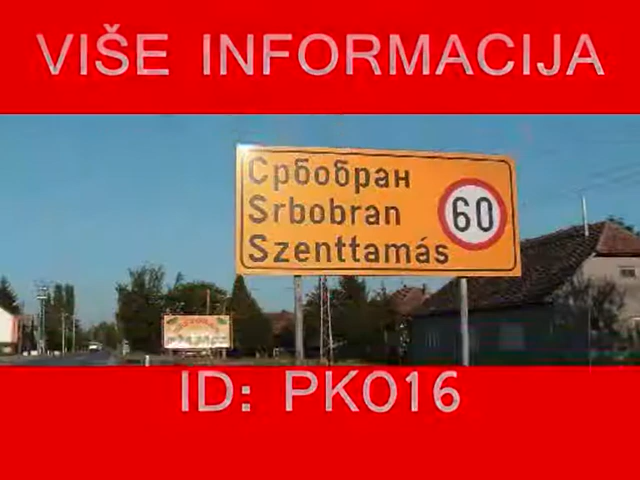 VIŠE INFORMACIJA
Србобран
Srbobran
Szenttamás
60
ID: PK016